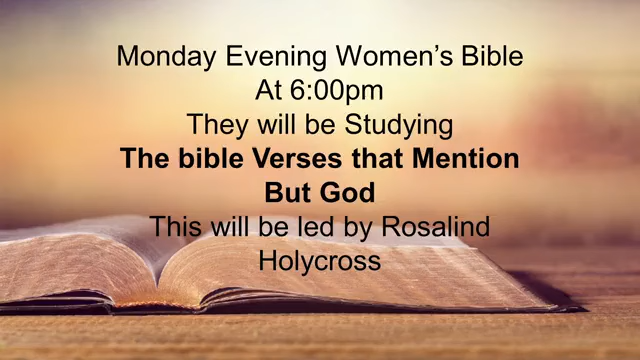 Monday Evening Women’s Bible
At 6:00pm
They will be Studying
The bible Verses that Mention
But God
This will be led by Rosalind
Holycross